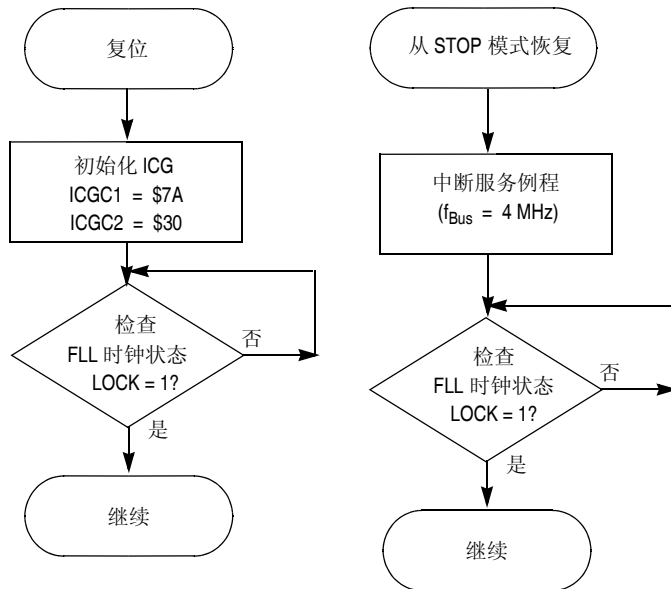 复位
初始化 ICG
ICGC1 = $7A
ICGC2 = $30
检查
FLL 时钟状态
LOCK = 1?
否
是
继续
从 STOP 模式恢复
中断服务例程
(fBus = 4 MHz)
检查
FLL 时钟状态
LOCK = 1?
否
是
继续